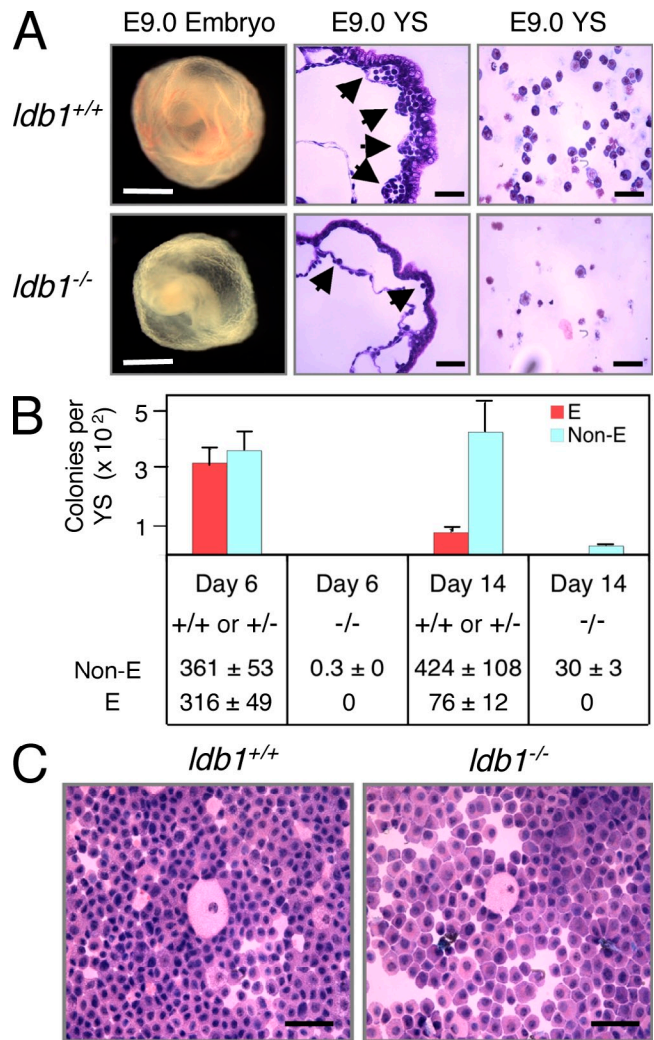 A
E9.0 Embryo E9.0 YS E9.0 YS
ldb1+/+
ldb1-/-
B
Colonies per
YS (x 10²)
5
3
1
E
Non-E
Day 6 Day 6 Day 14 Day 14
+/+ or +/- -/- +/+ or +/- -/-
Non-E 361 ± 53 0.3 ± 0 424 ± 108 30 ± 3
E 316 ± 49 0 76 ± 12 0
C
ldb1+/+ ldb1-/-